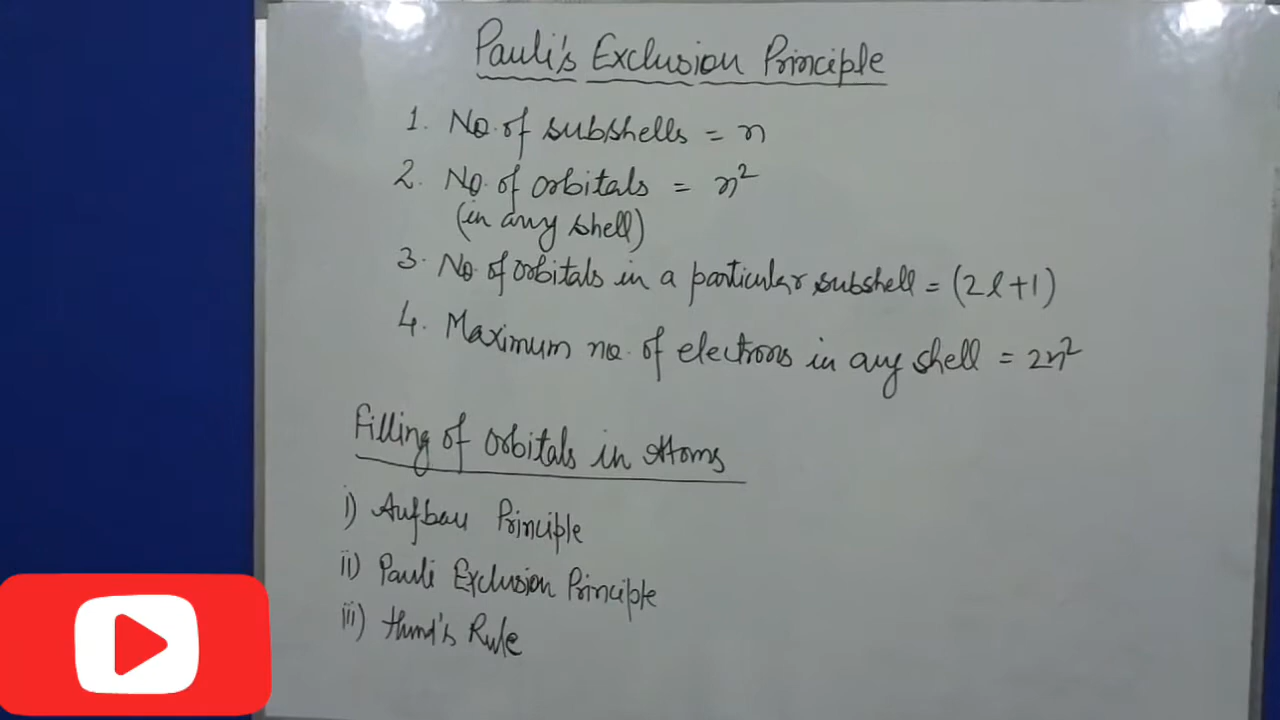 Pauli's Exclusion Principle
1. No. of subshells = n
2. No. of orbitals = n²
(in any shell)
3. No. of orbitals in a particular subshell = (2l+1)
4. Maximum no. of electrons in any shell = 2n²
Filling of Orbitals in Atoms
i) Aufbau Principle
ii) Pauli Exclusion Principle
iii) Hund's Rule